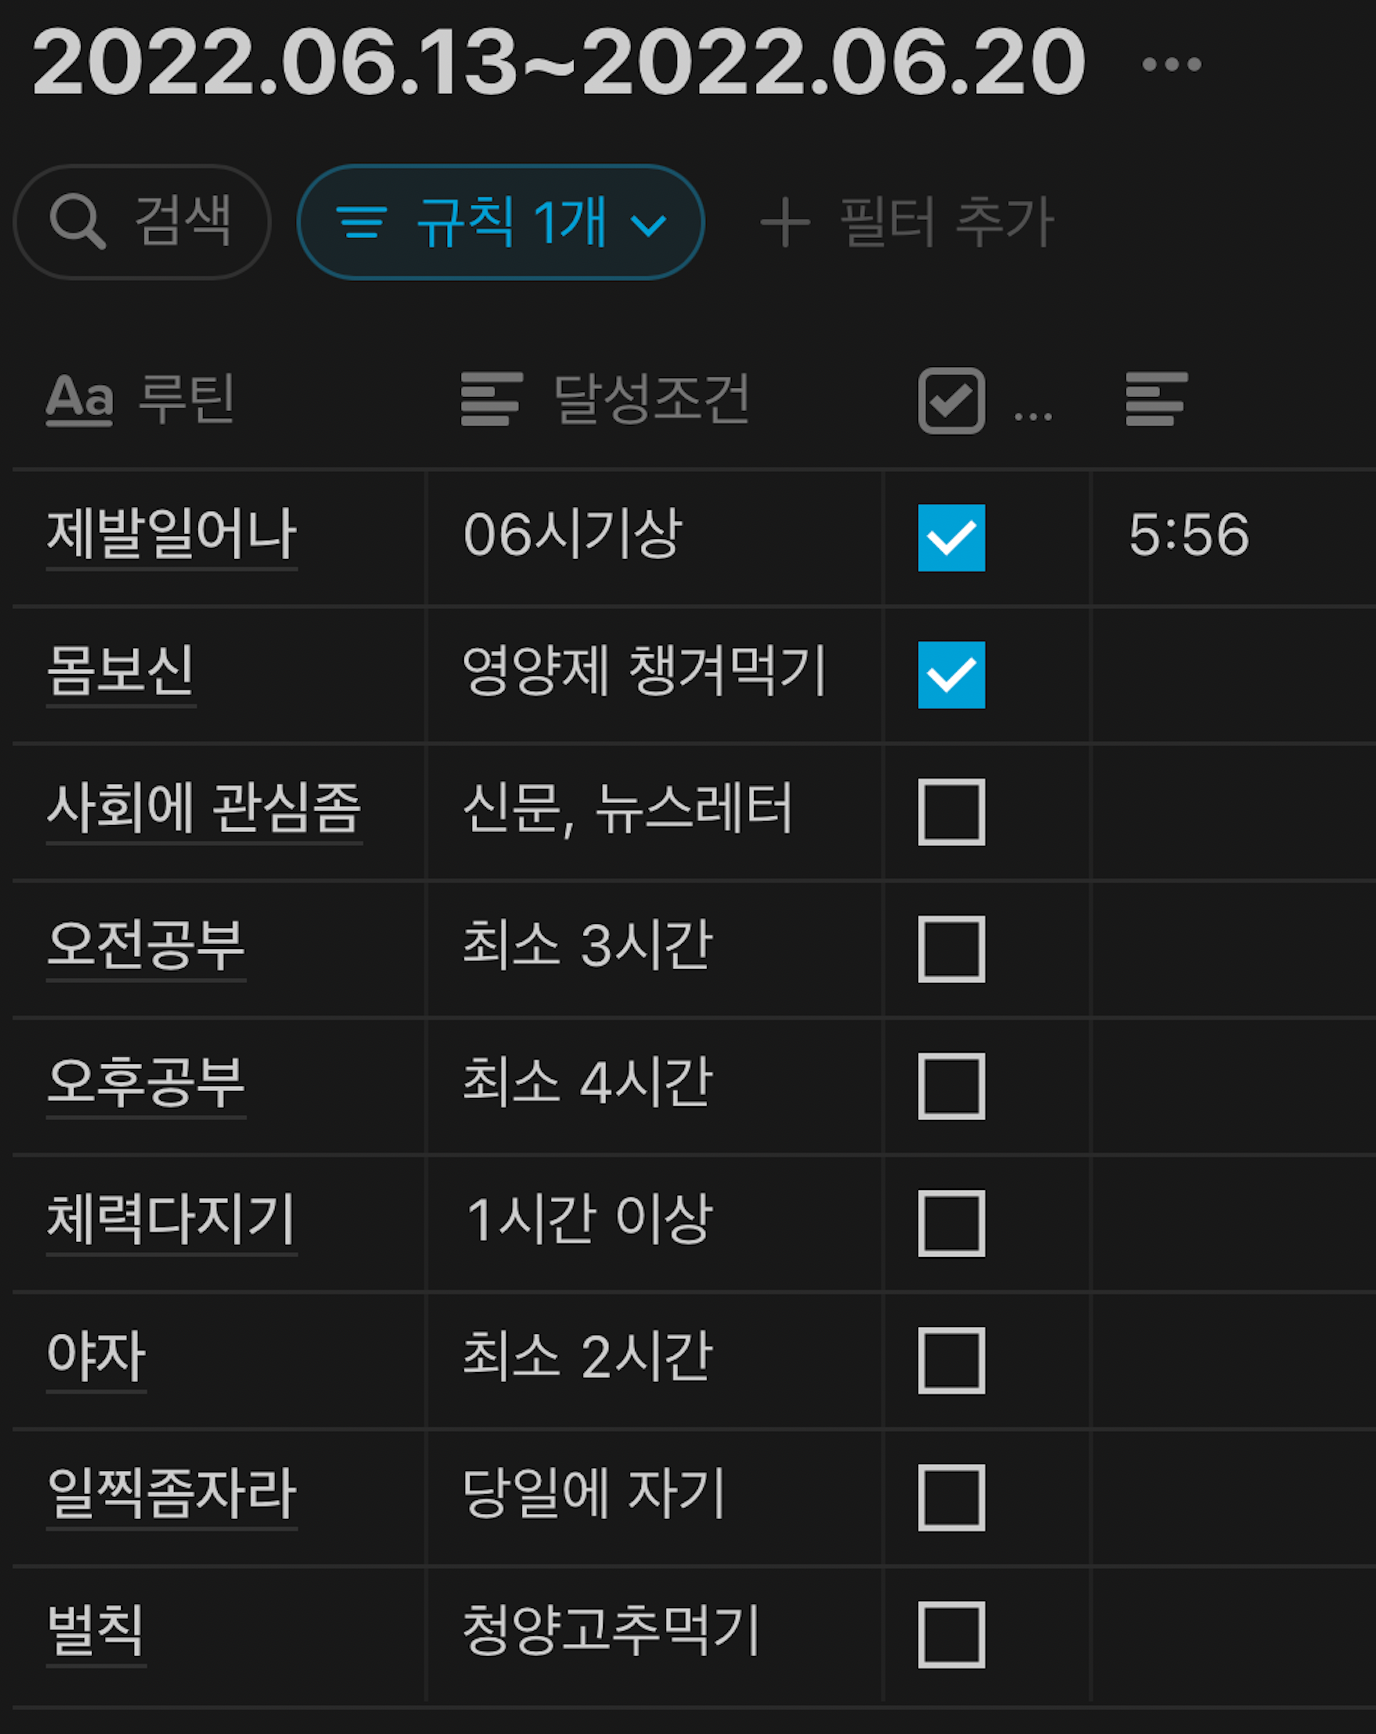 2022.06.13~2022.06.20 ...
검색 규칙 1개 + 필터 추가
Aa 루틴 달성조건 ...
제발일어나 06시기상 5:56
몸보신 영양제 챙겨먹기
사회에 관심좀 신문, 뉴스레터
오전공부 최소 3시간
오후공부 최소 4시간
체력다지기 1시간 이상
야자 최소 2시간
일찍좀자라 당일에 자기
벌칙 청양고추먹기